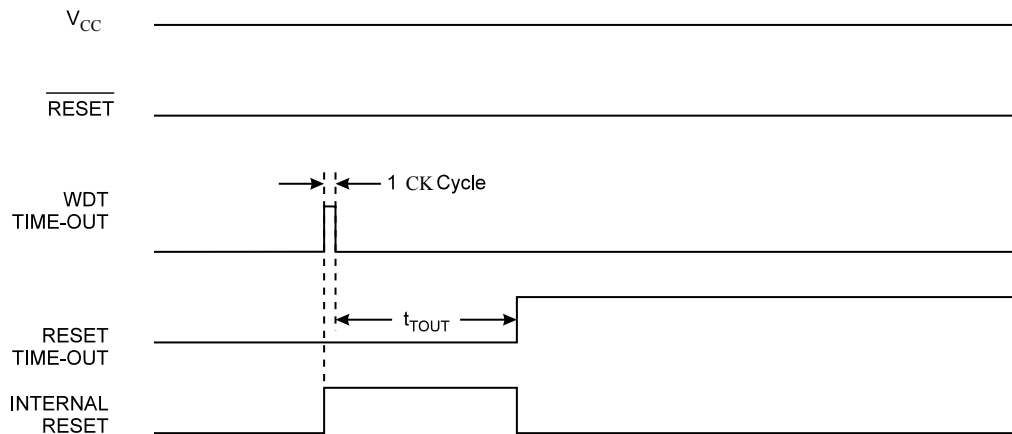 VCC
RESET
1 CK Cycle
WDT
TIME-OUT
tTOUT
RESET
TIME-OUT
INTERNAL
RESET